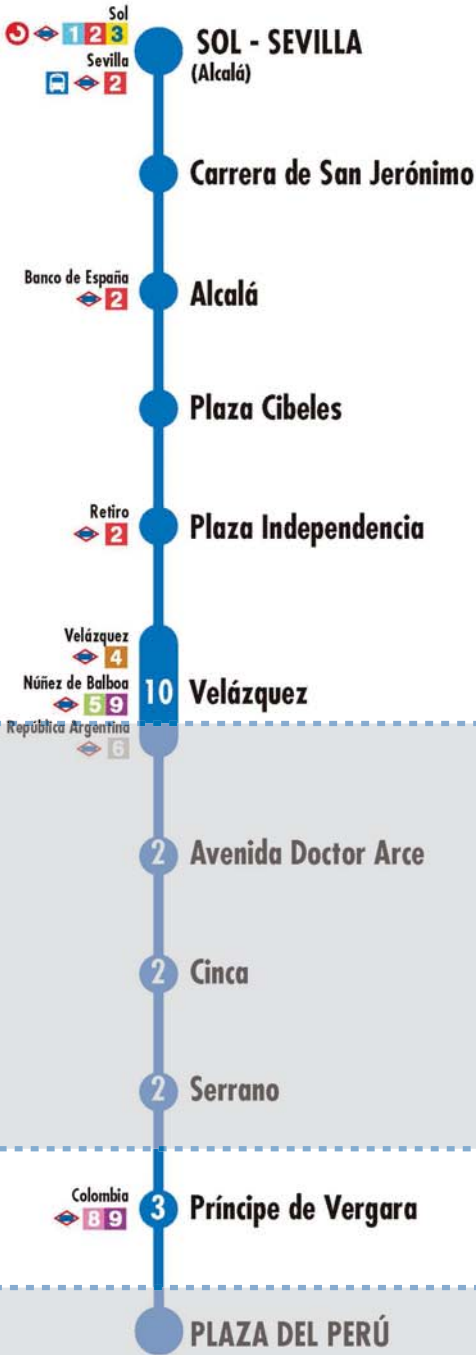 Sol
1 2 3
SOL - SEVILLA
Sevilla
(Alcalá)
2
Carrera de San Jerónimo
Banco de España
2
Alcalá
Plaza Cibeles
Retiro
2
Plaza Independencia
Velázquez
4
Núñez de Balboa
5 9
10
Velázquez
República Argentina
6
2
Avenida Doctor Arce
2
Cinca
2
Serrano
Colombia
8 9
3
Príncipe de Vergara
PLAZA DEL PERÚ